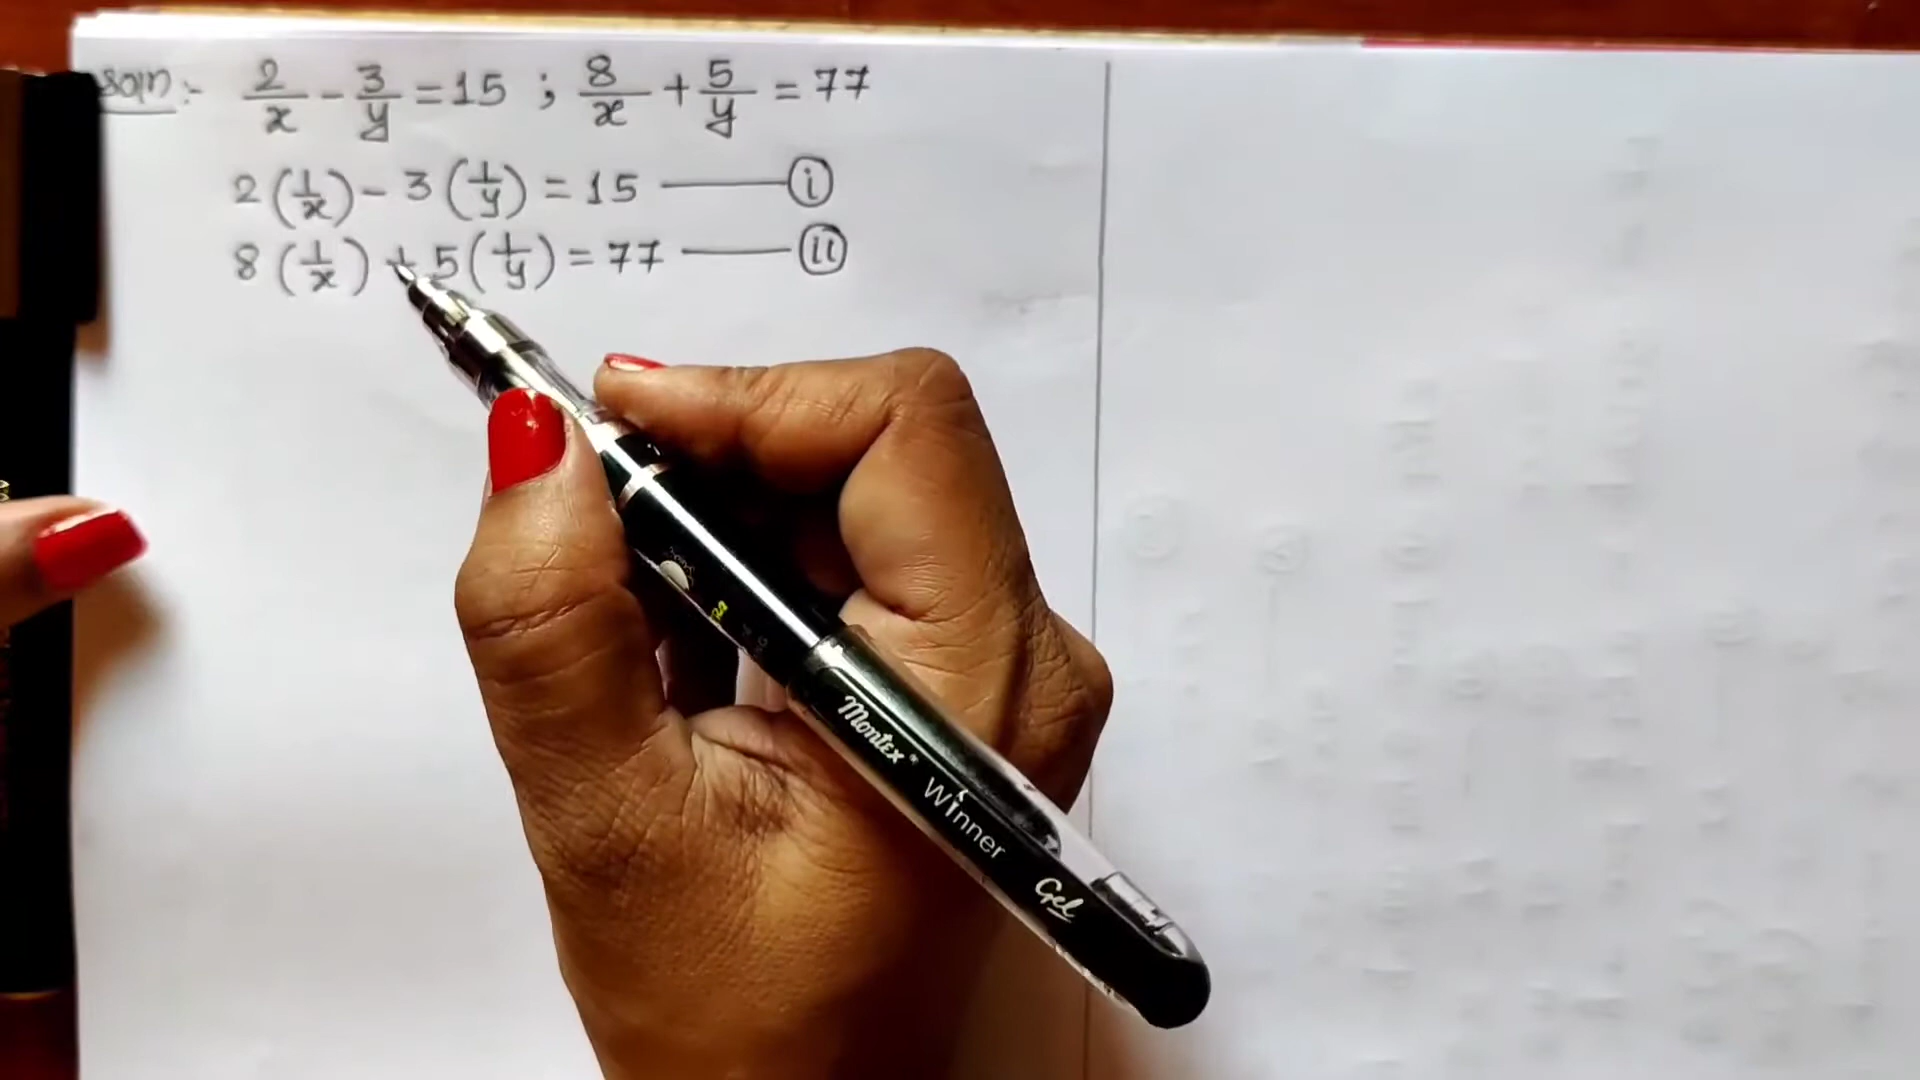 Soln:- 2/x - 3/y = 15 ; 8/x + 5/y = 77
2(1/x) - 3(1/y) = 15 —— (i)
8(1/x) + 5(1/y) = 77 —— (ii)
Montex Winner Gel